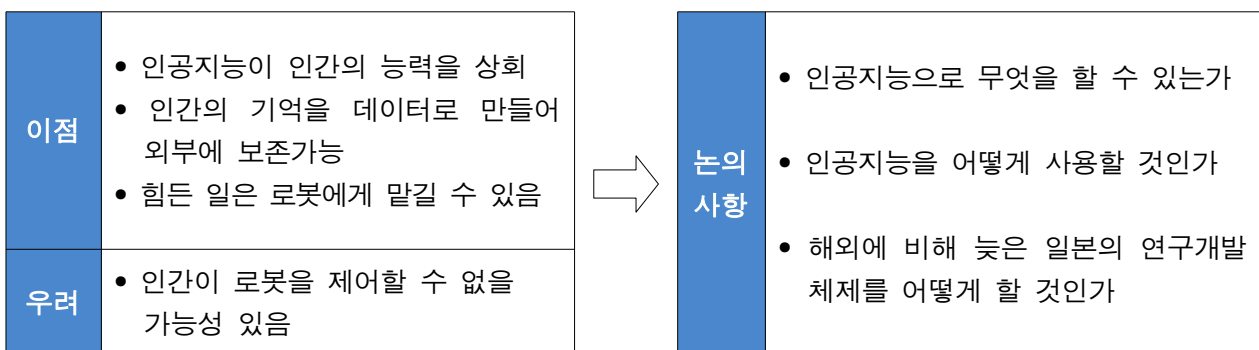 이점
• 인공지능이 인간의 능력을 상회
• 인간의 기억을 데이터로 만들어
외부에 보존가능
• 힘든 일은 로봇에게 맡길 수 있음
우려
• 인간이 로봇을 제어할 수 없을
가능성 있음
논의
사항
• 인공지능으로 무엇을 할 수 있는가
• 인공지능을 어떻게 사용할 것인가
• 해외에 비해 늦은 일본의 연구개발
체제를 어떻게 할 것인가